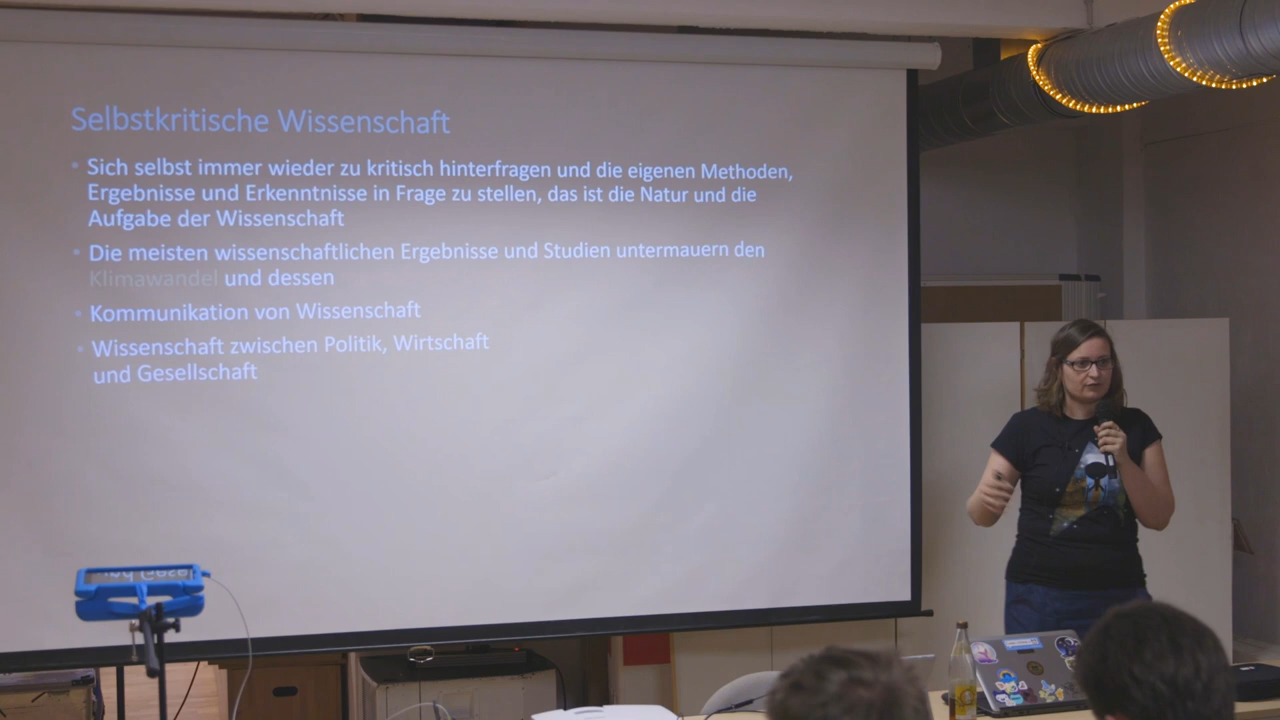 Selbstkritische Wissenschaft
• Sich selbst immer wieder zu kritisch hinterfragen und die eigenen Methoden,
Ergebnisse und Erkenntnisse in Frage zu stellen, das ist die Natur und die
Aufgabe der Wissenschaft
• Die meisten wissenschaftlichen Ergebnisse und Studien untermauern den
Klimawandel und dessen
• Kommunikation von Wissenschaft
• Wissenschaft zwischen Politik, Wirtschaft
und Gesellschaft